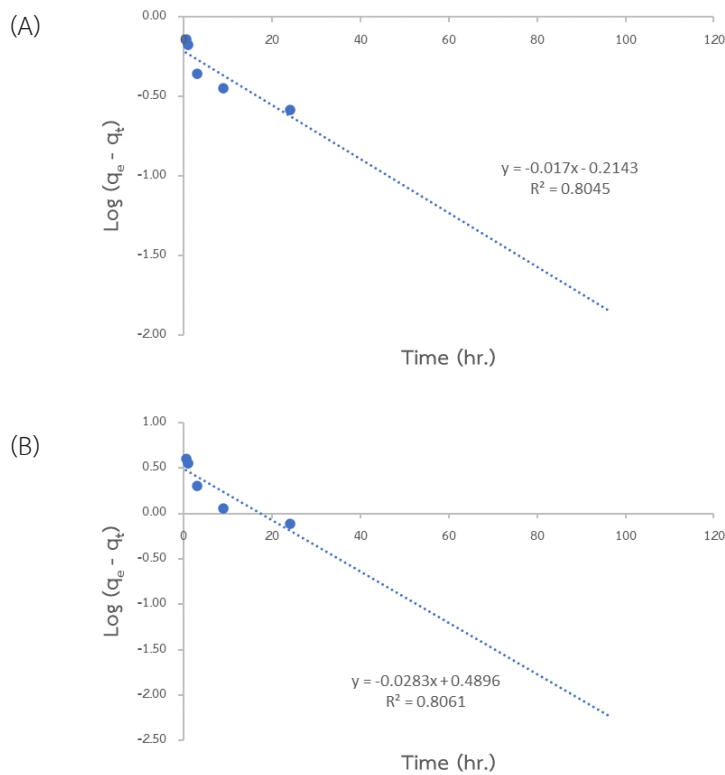 (A)
0.00
0
20
40
60
80
100
120
-0.50
-1.00
-1.50
-2.00
Log (qₑ - qₜ)
y = -0.017x - 0.2143
R² = 0.8045
Time (hr.)
(B)
1.00
0.50
0.00
0
20
40
60
80
100
120
-0.50
-1.00
-1.50
-2.00
-2.50
Log (qₑ - qₜ)
y = -0.0283x + 0.4896
R² = 0.8061
Time (hr.)